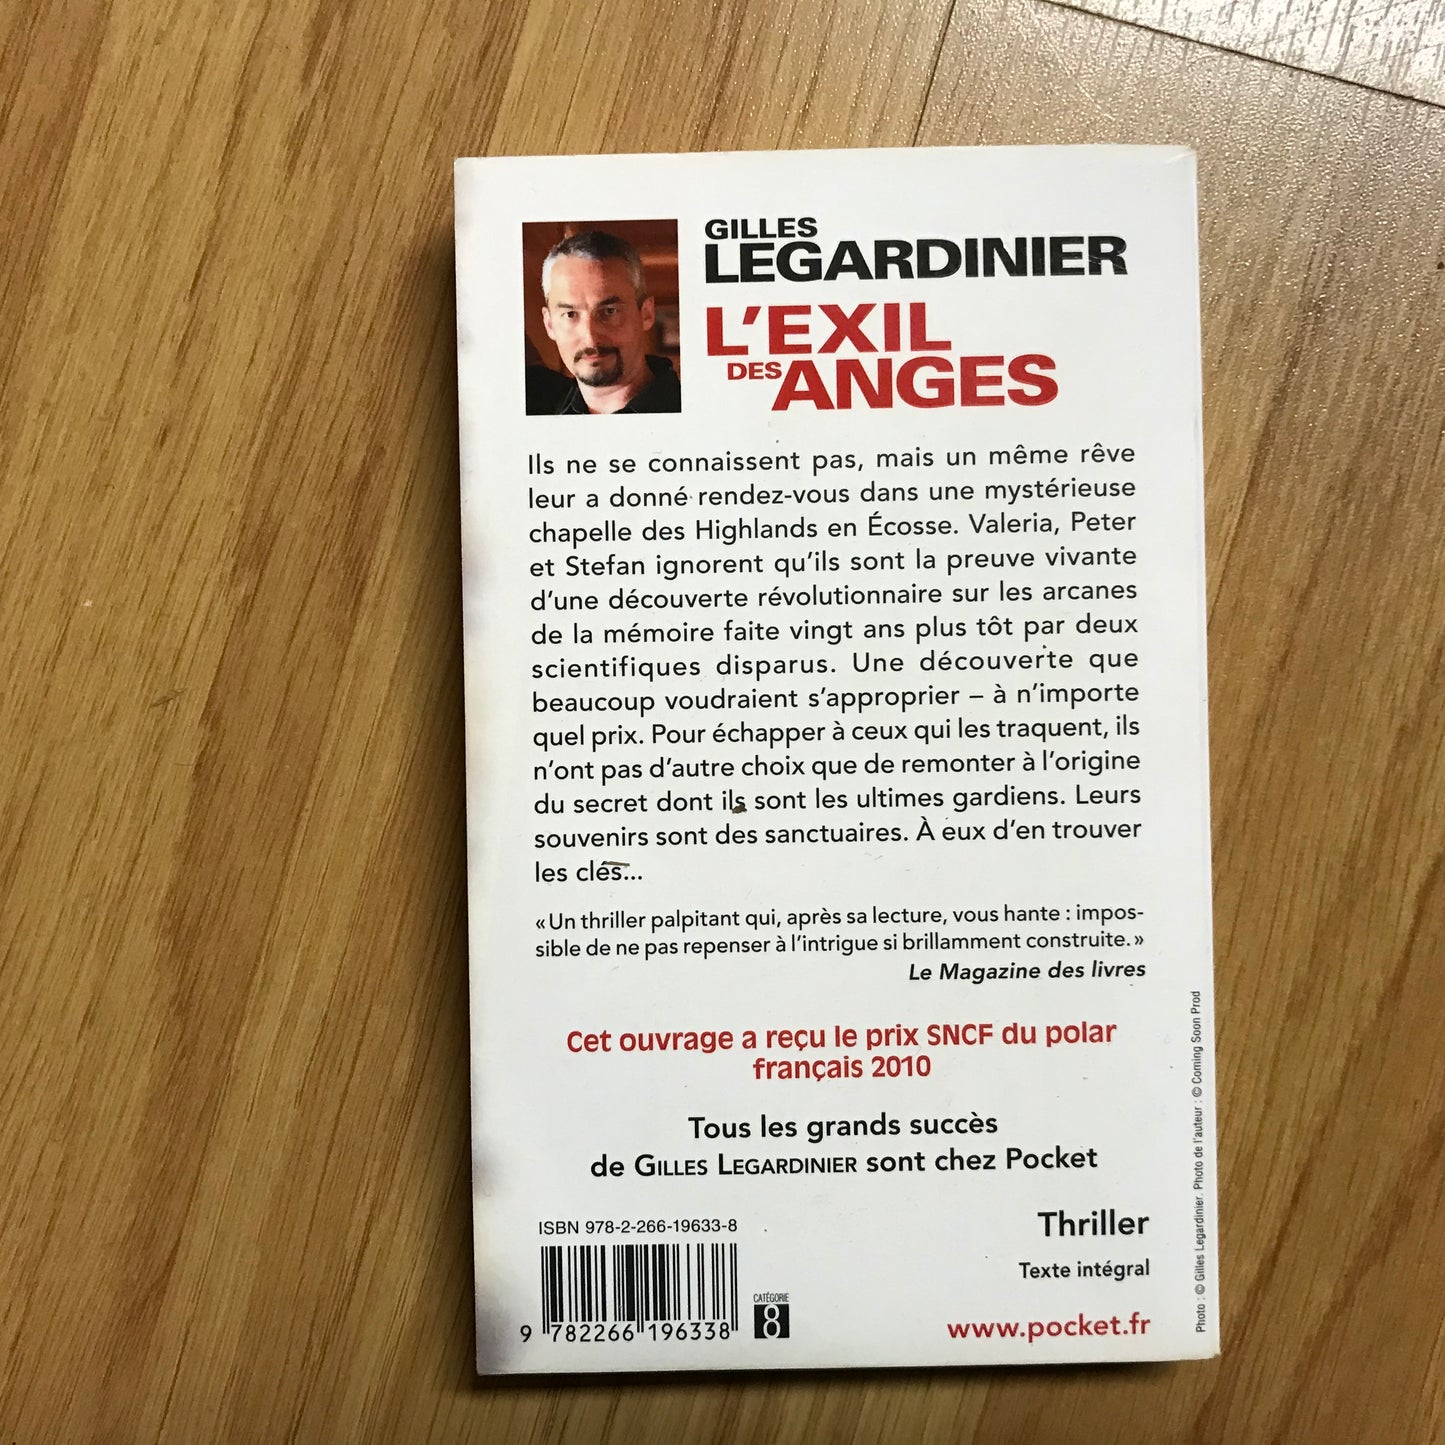 GILLES
LEGARDINIER
L'EXIL
DES ANGES
Ils ne se connaissent pas, mais un même rêve
leur a donné rendez-vous dans une mystérieuse
chapelle des Highlands en Écosse. Valeria, Peter
et Stefan ignorent qu'ils sont la preuve vivante
d'une découverte révolutionnaire sur les arcanes
de la mémoire faite vingt ans plus tôt par deux
scientifiques disparus. Une découverte que
beaucoup voudraient s'approprier – à n'importe
quel prix. Pour échapper à ceux qui les traquent, ils
n'ont pas d'autre choix que de remonter à l'origine
du secret dont ils sont les ultimes gardiens. Leurs
souvenirs sont des sanctuaires. À eux d'en trouver
les clés...
« Un thriller palpitant qui, après sa lecture, vous hante : impos-
sible de ne pas repenser à l'intrigue si brillamment construite. »
Le Magazine des livres
Cet ouvrage a reçu le prix SNCF du polar
français 2010
Tous les grands succès
de GILLES LEGARDINIER sont chez Pocket
ISBN 978-2-266-19633-8
9 782266 196338
CATÉGORIE
8
Thriller
Texte intégral
www.pocket.fr
Photo : © Gilles Legardinier. Photo de l'auteur : © Coming Soon Prod